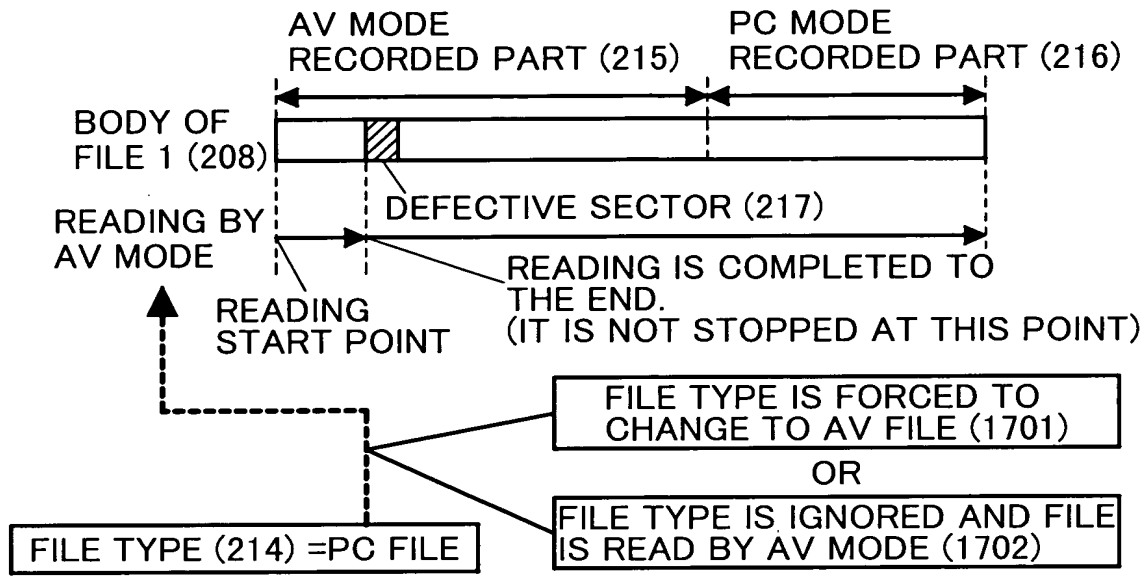 AV MODE
RECORDED PART (215)
PC MODE
RECORDED PART (216)
BODY OF
FILE 1 (208)
DEFECTIVE SECTOR (217)
READING BY
AV MODE
READING
START POINT
READING IS COMPLETED TO
THE END.
(IT IS NOT STOPPED AT THIS POINT)
FILE TYPE IS FORCED TO
CHANGE TO AV FILE (1701)
OR
FILE TYPE IS IGNORED AND FILE
IS READ BY AV MODE (1702)
FILE TYPE (214) =PC FILE